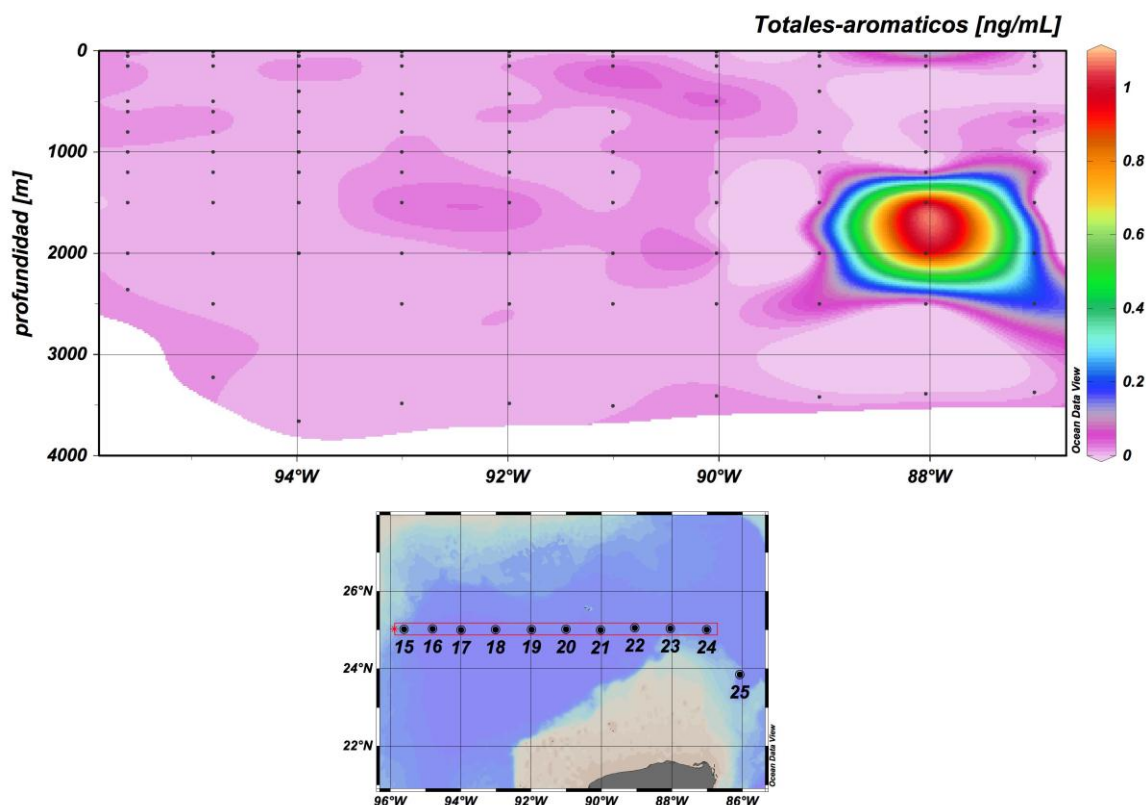 Totales-aromaticos [ng/mL]
profundidad [m]
0
1000
2000
3000
4000
94°W
92°W
90°W
88°W
Ocean Data View
1
0.8
0.6
0.4
0.2
0
26°N
24°N
22°N
15 16 17 18 19 20 21 22 23 24
25
Ocean Data View
96°W 94°W 92°W 90°W 88°W 86°W